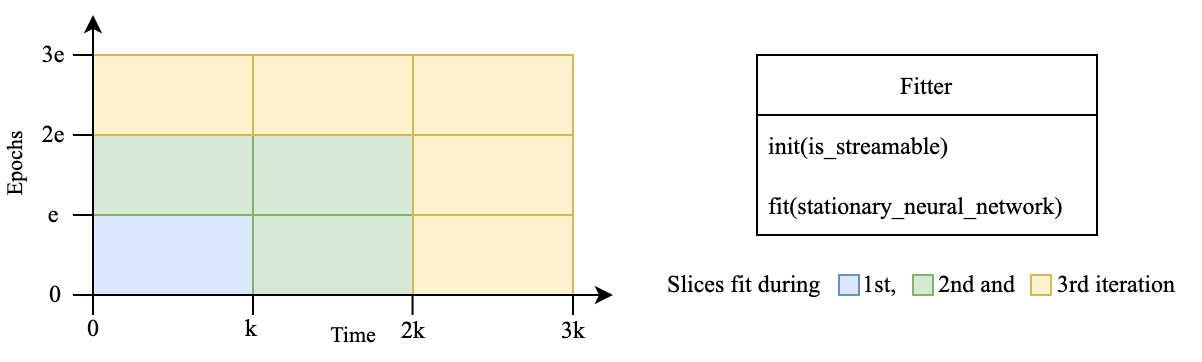 3e
2e
e
0
Epochs
0
k
Time
2k
3k
Fitter
init(is_streamable)
fit(stationary_neural_network)
Slices fit during 1st, 2nd and 3rd iteration